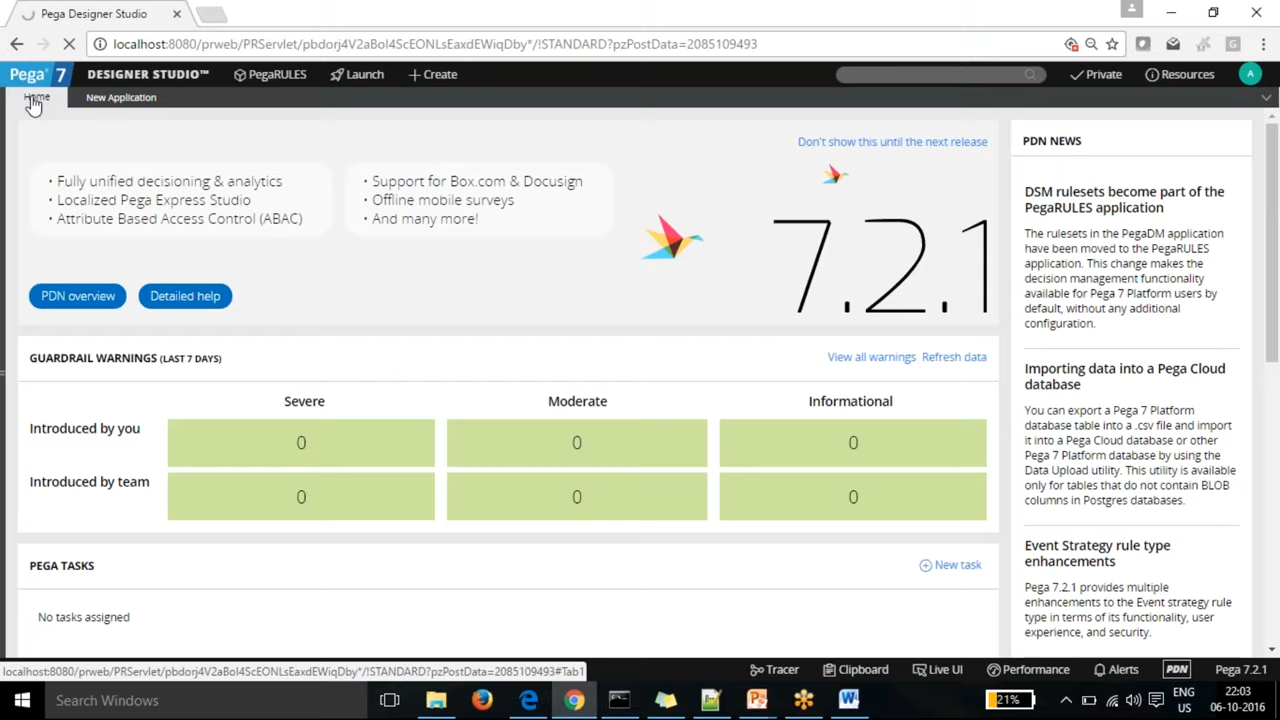 Pega Designer Studio
localhost:8080/prweb/PRServlet/pbdorj4V2aBoI4ScEONLsEaxdEWiqDby*/!STANDARD?pzPostData=2085109493
Pega 7 DESIGNER STUDIO™ PegaRULES Launch Create Private Resources A
Home New Application
Don't show this until the next release
• Fully unified decisioning & analytics
• Localized Pega Express Studio
• Attribute Based Access Control (ABAC)
• Support for Box.com & Docusign
• Offline mobile surveys
• And many more!
7.2.1
PDN overview Detailed help
GUARDRAIL WARNINGS (LAST 7 DAYS) View all warnings Refresh data
Severe Moderate Informational
Introduced by you 0 0 0
Introduced by team 0 0 0
PEGA TASKS New task
No tasks assigned
PDN NEWS
DSM rulesets become part of the
PegaRULES application
The rulesets in the PegaDM application
have been moved to the PegaRULES
application. This change makes the
decision management functionality
available for Pega 7 Platform users by
default, without any additional
configuration.
Importing data into a Pega Cloud
database
You can export a Pega 7 Platform
database table into a .csv file and import
it into a Pega Cloud database or other
Pega 7 Platform database by using the
Data Upload utility. This utility is available
only for tables that do not contain BLOB
columns in Postgres databases.
Event Strategy rule type
enhancements
Pega 7.2.1 provides multiple
enhancements to the Event strategy rule
type in terms of its functionality, user
experience, and security.
localhost:8080/prweb/PRServlet/pbdorj4V2aBoI4ScEONLsEaxdEWiqDby*/!STANDARD?pzPostData=2085109493#Tab1
Tracer Clipboard Live UI Performance Alerts PDN Pega 7.2.1
Search Windows
21%
ENG
US
22:03
06-10-2016